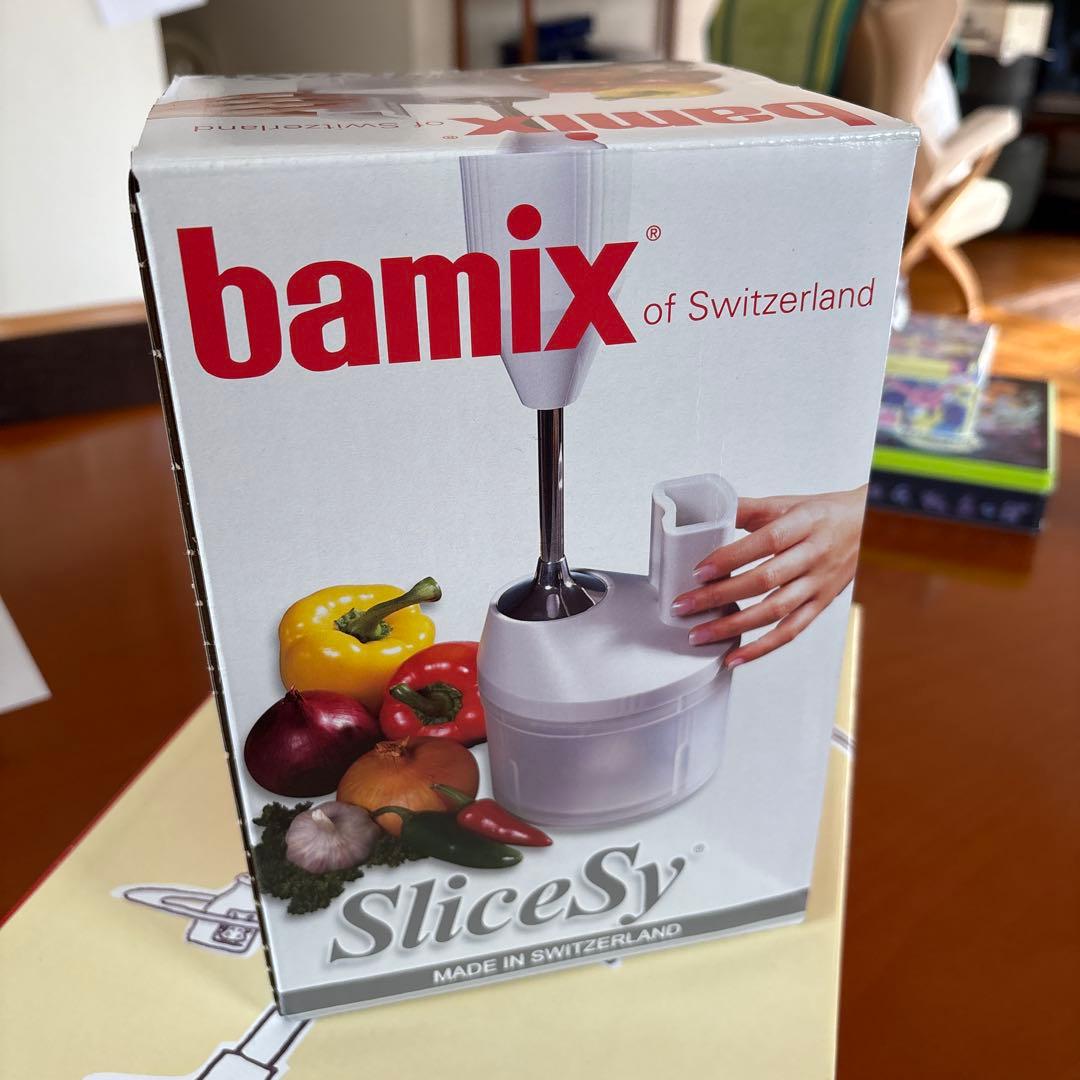 bamix® of Switzerland
bamix® of Switzerland
SliceSy®
MADE IN SWITZERLAND